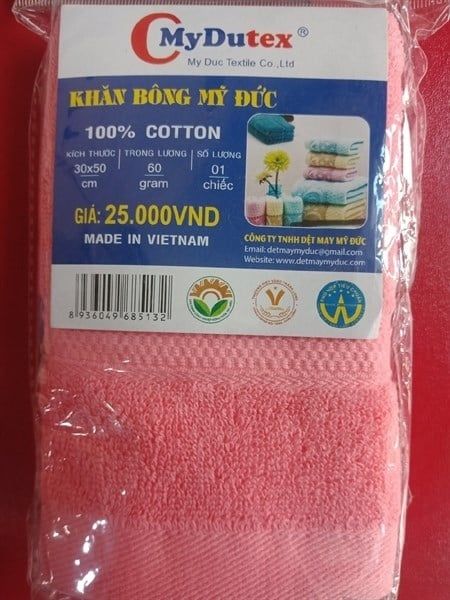 MyDutex®
My Duc Textile Co.,Ltd
KHĂN BÔNG MỸ ĐỨC
100% COTTON
KÍCH THƯỚC TRỌNG LƯỢNG SỐ LƯỢNG
30x50 60 01
cm gram chiếc
GIÁ: 25.000VND
MADE IN VIETNAM
CÔNG TY TNHH DỆT MAY MỸ ĐỨC
Email: detmaymyduc@gmail.com
Website: www.detmaymyduc.com
8 936049 685132